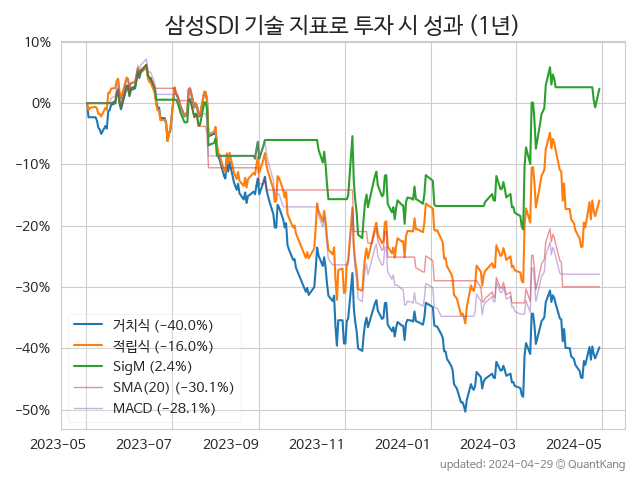 삼성SDI 기술 지표로 투자 시 성과 (1년)
10%
0%
−10%
−20%
−30%
−40%
−50%
거치식 (−40.0%)
적립식 (−16.0%)
SigM (2.4%)
SMA(20) (−30.1%)
MACD (−28.1%)
2023-05 2023-07 2023-09 2023-11 2024-01 2024-03 2024-05
updated: 2024-04-29 © QuantKang